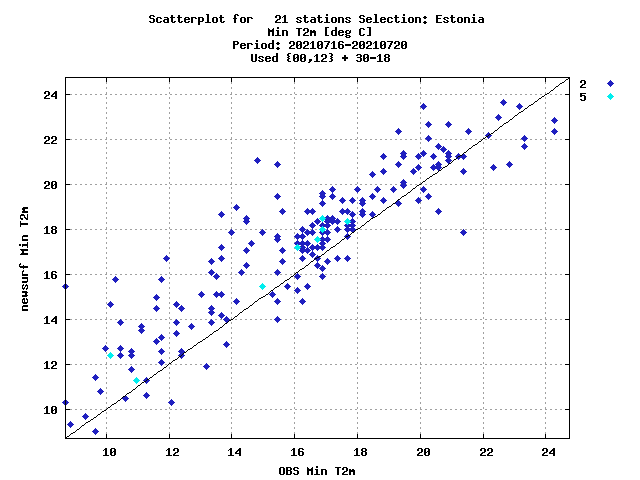 Scatterplot for   21 stations Selection: Estonia
Min T2m [deg C]
Period: 20210716-20210720
Used {00,12} + 30-18
2
5
24
22
20
18
16
14
12
10
newsurf Min T2m
10 12 14 16 18 20 22 24
OBS Min T2m